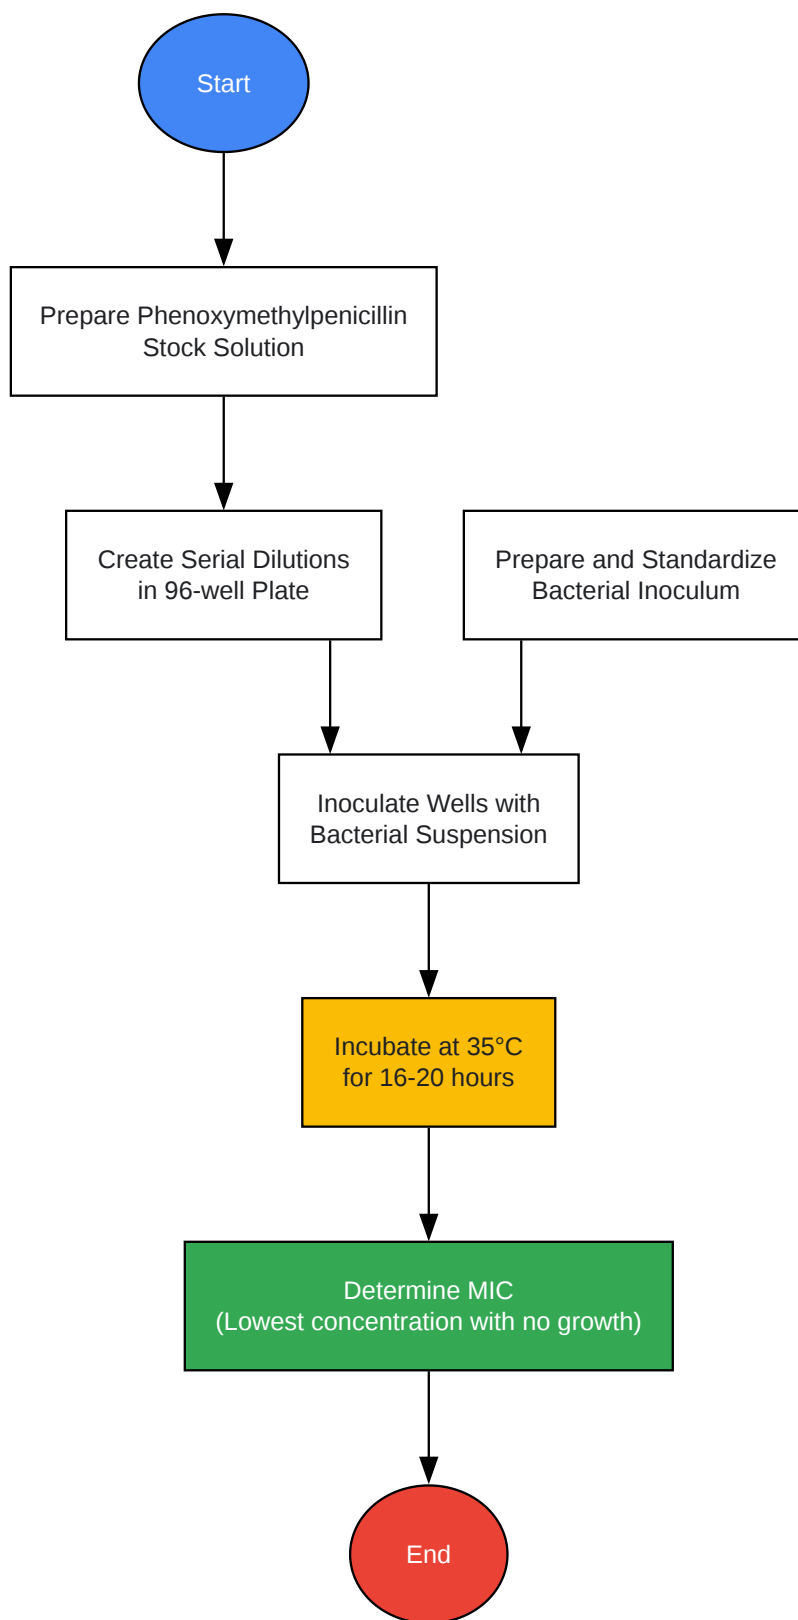 Start
Prepare Phenoxymethylpenicillin
Stock Solution
Create Serial Dilutions
in 96-well Plate
Prepare and Standardize
Bacterial Inoculum
Inoculate Wells with
Bacterial Suspension
Incubate at 35°C
for 16-20 hours
Determine MIC
(Lowest concentration with no growth)
End